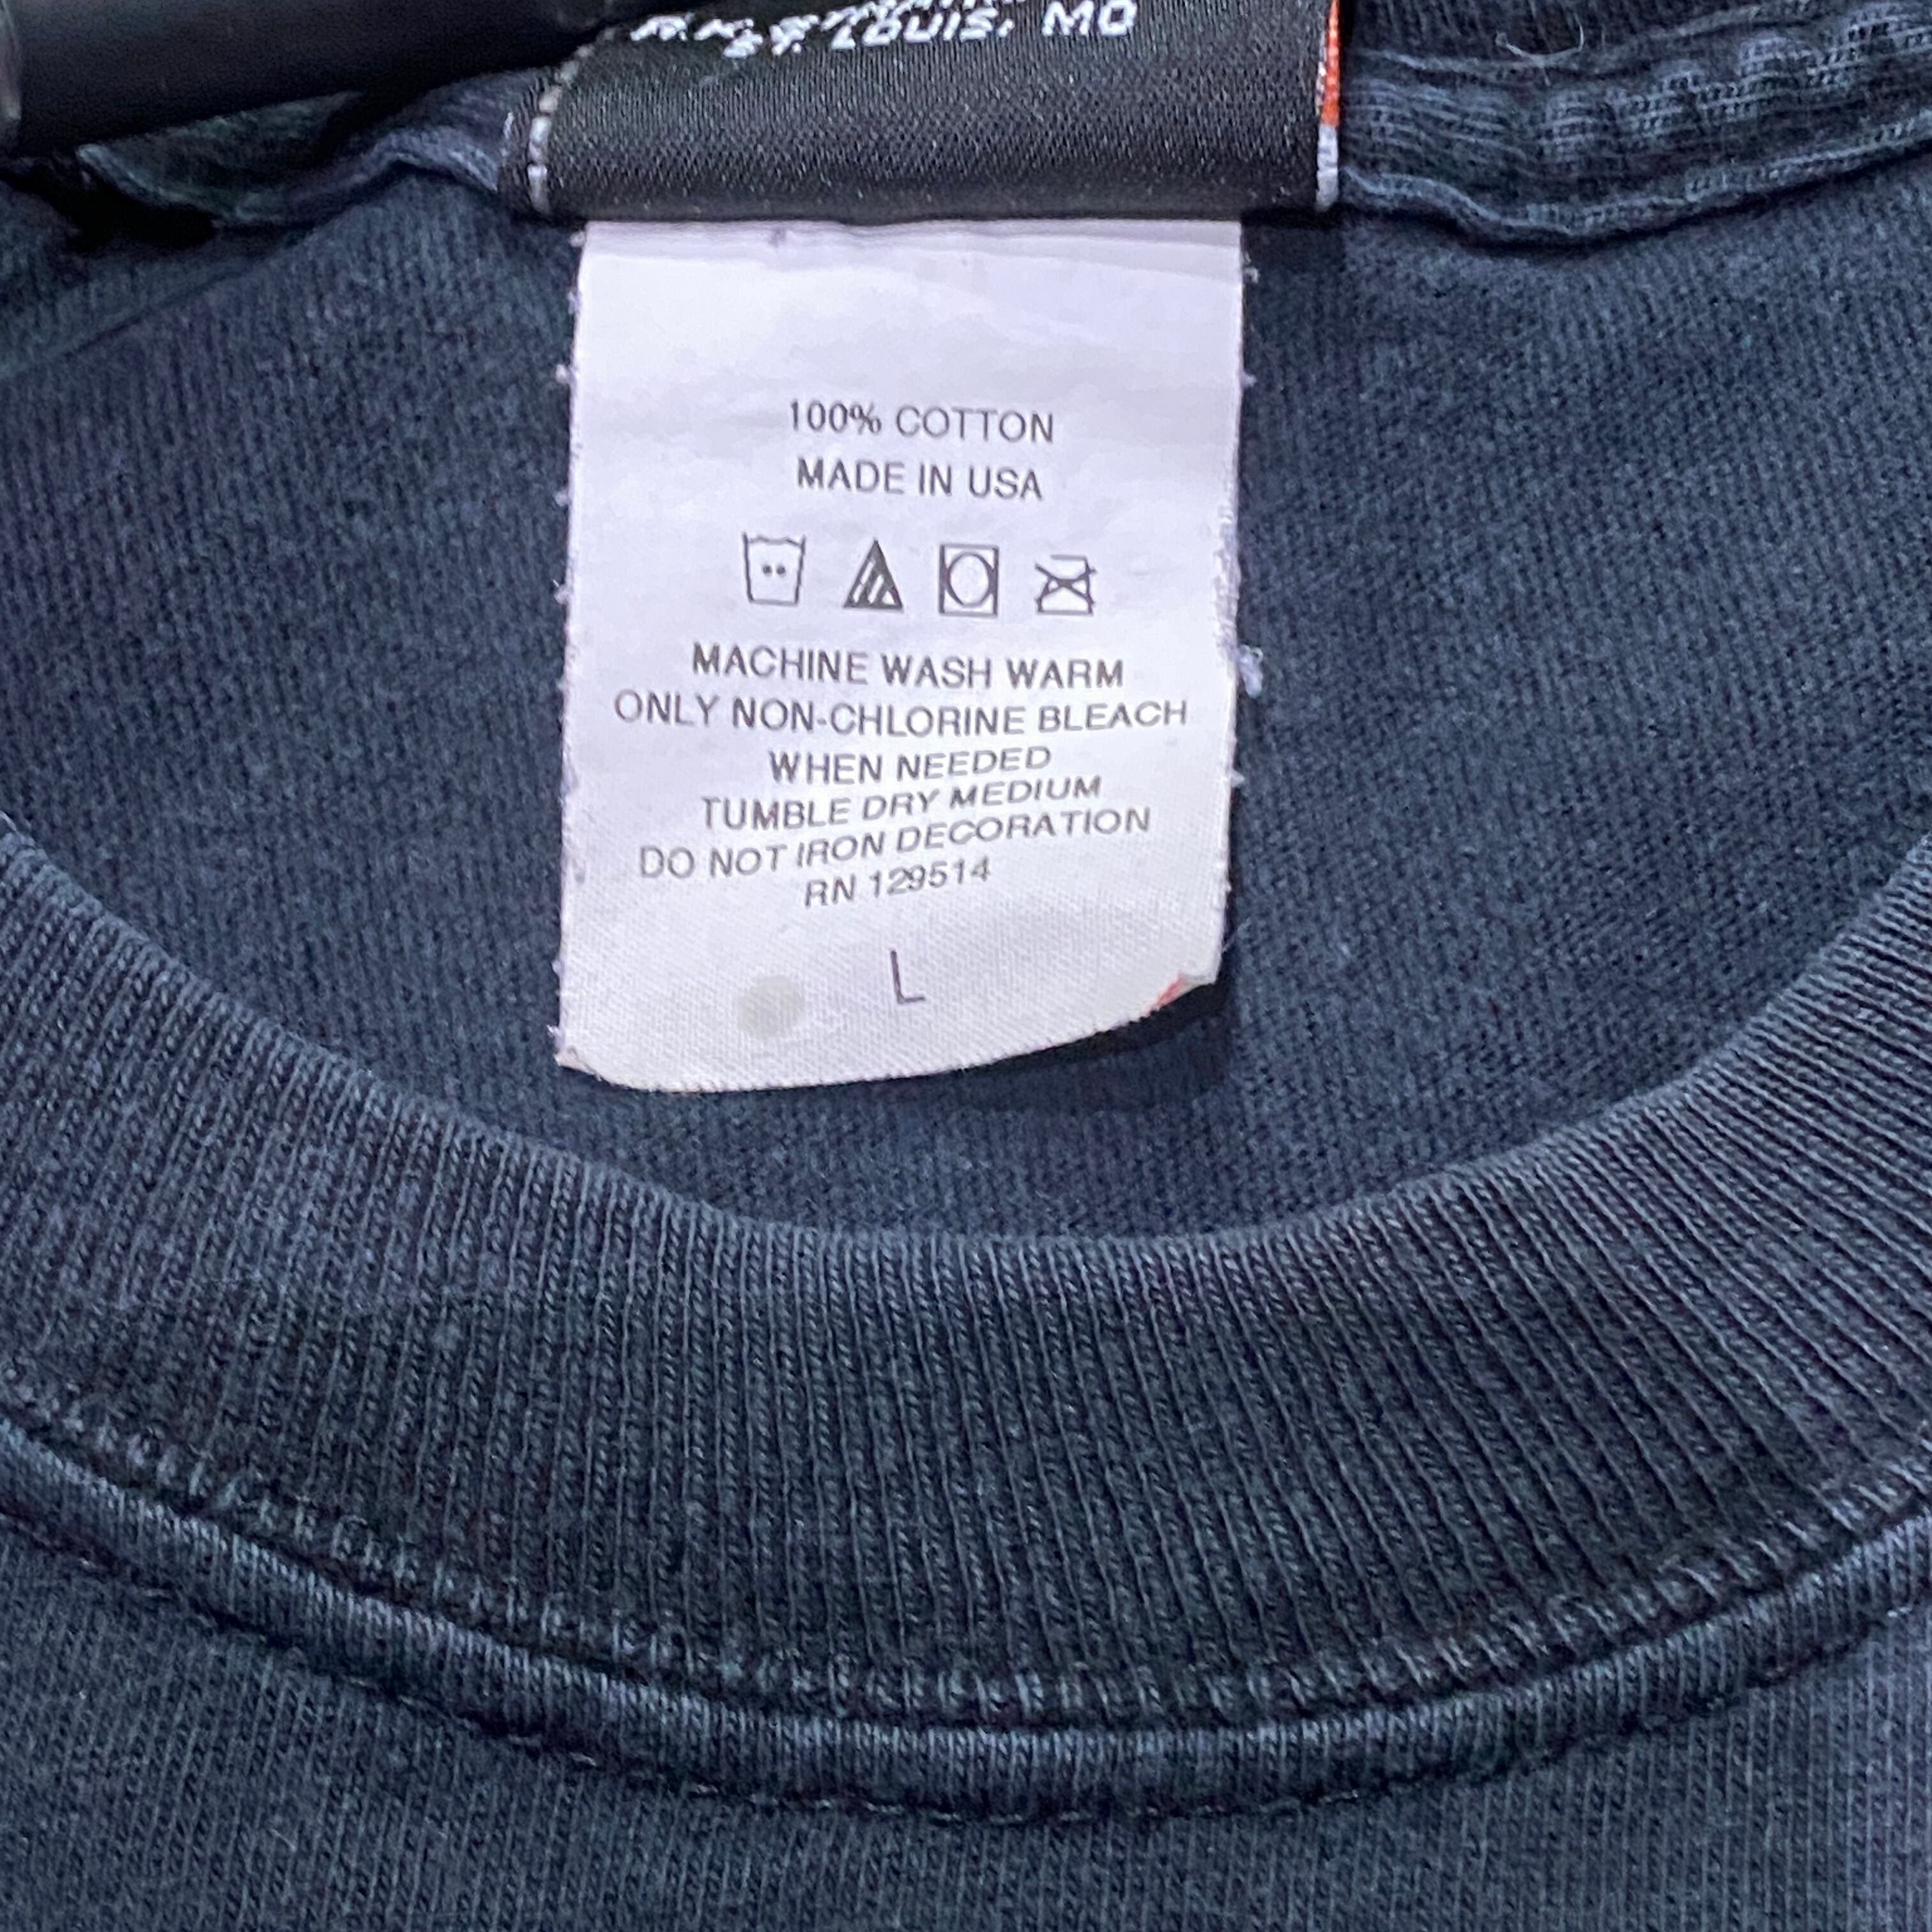 ST. LOUIS, MO
100% COTTON
MADE IN USA
MACHINE WASH WARM
ONLY NON-CHLORINE BLEACH
WHEN NEEDED
TUMBLE DRY MEDIUM
DO NOT IRON DECORATION
RN 129514
L